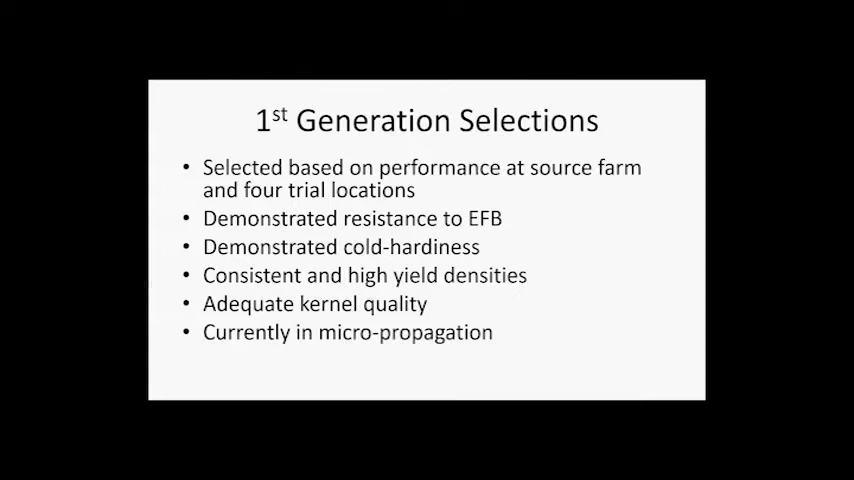 1st Generation Selections
• Selected based on performance at source farm
and four trial locations
• Demonstrated resistance to EFB
• Demonstrated cold-hardiness
• Consistent and high yield densities
• Adequate kernel quality
• Currently in micro-propagation